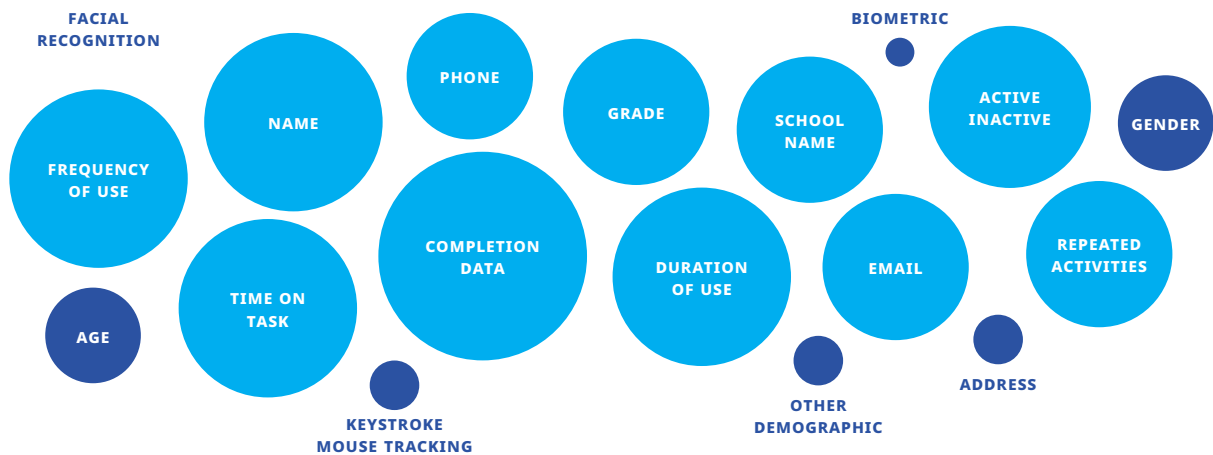 FACIAL
RECOGNITION
BIOMETRIC
PHONE
NAME
GRADE
SCHOOL
NAME
ACTIVE
INACTIVE
GENDER
FREQUENCY
OF USE
COMPLETION
DATA
DURATION
OF USE
EMAIL
REPEATED
ACTIVITIES
TIME ON
TASK
AGE
ADDRESS
OTHER
DEMOGRAPHIC
KEYSTROKE
MOUSE TRACKING